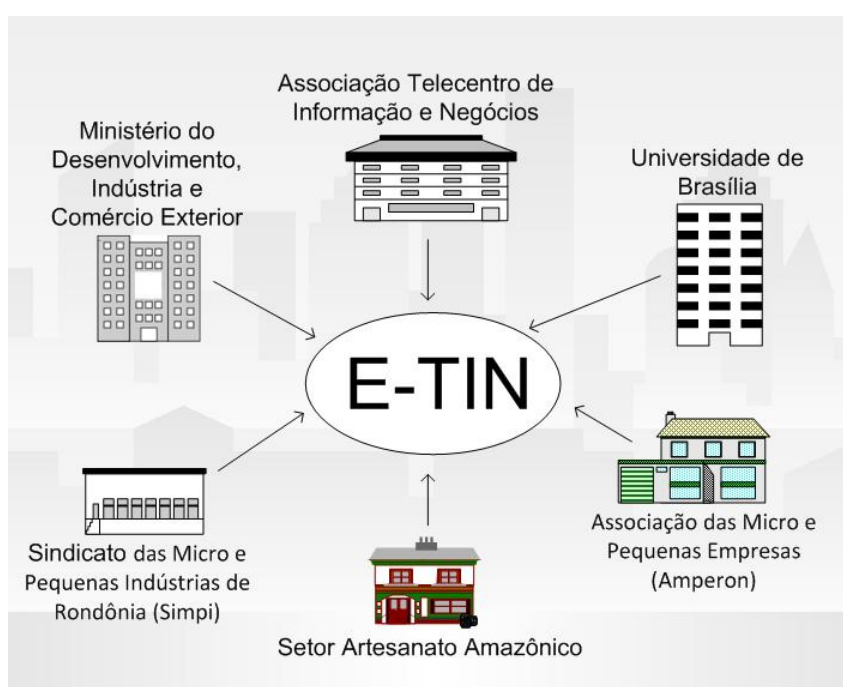 Associação Telecentro de
Informação e Negócios
Ministério do
Desenvolvimento,
Indústria e
Comércio Exterior
Universidade de
Brasília
E-TIN
Sindicato das Micro e
Pequenas Indústrias de
Rondônia (Simpi)
Setor Artesanato Amazônico
Associação das Micro e
Pequenas Empresas
(Amperon)